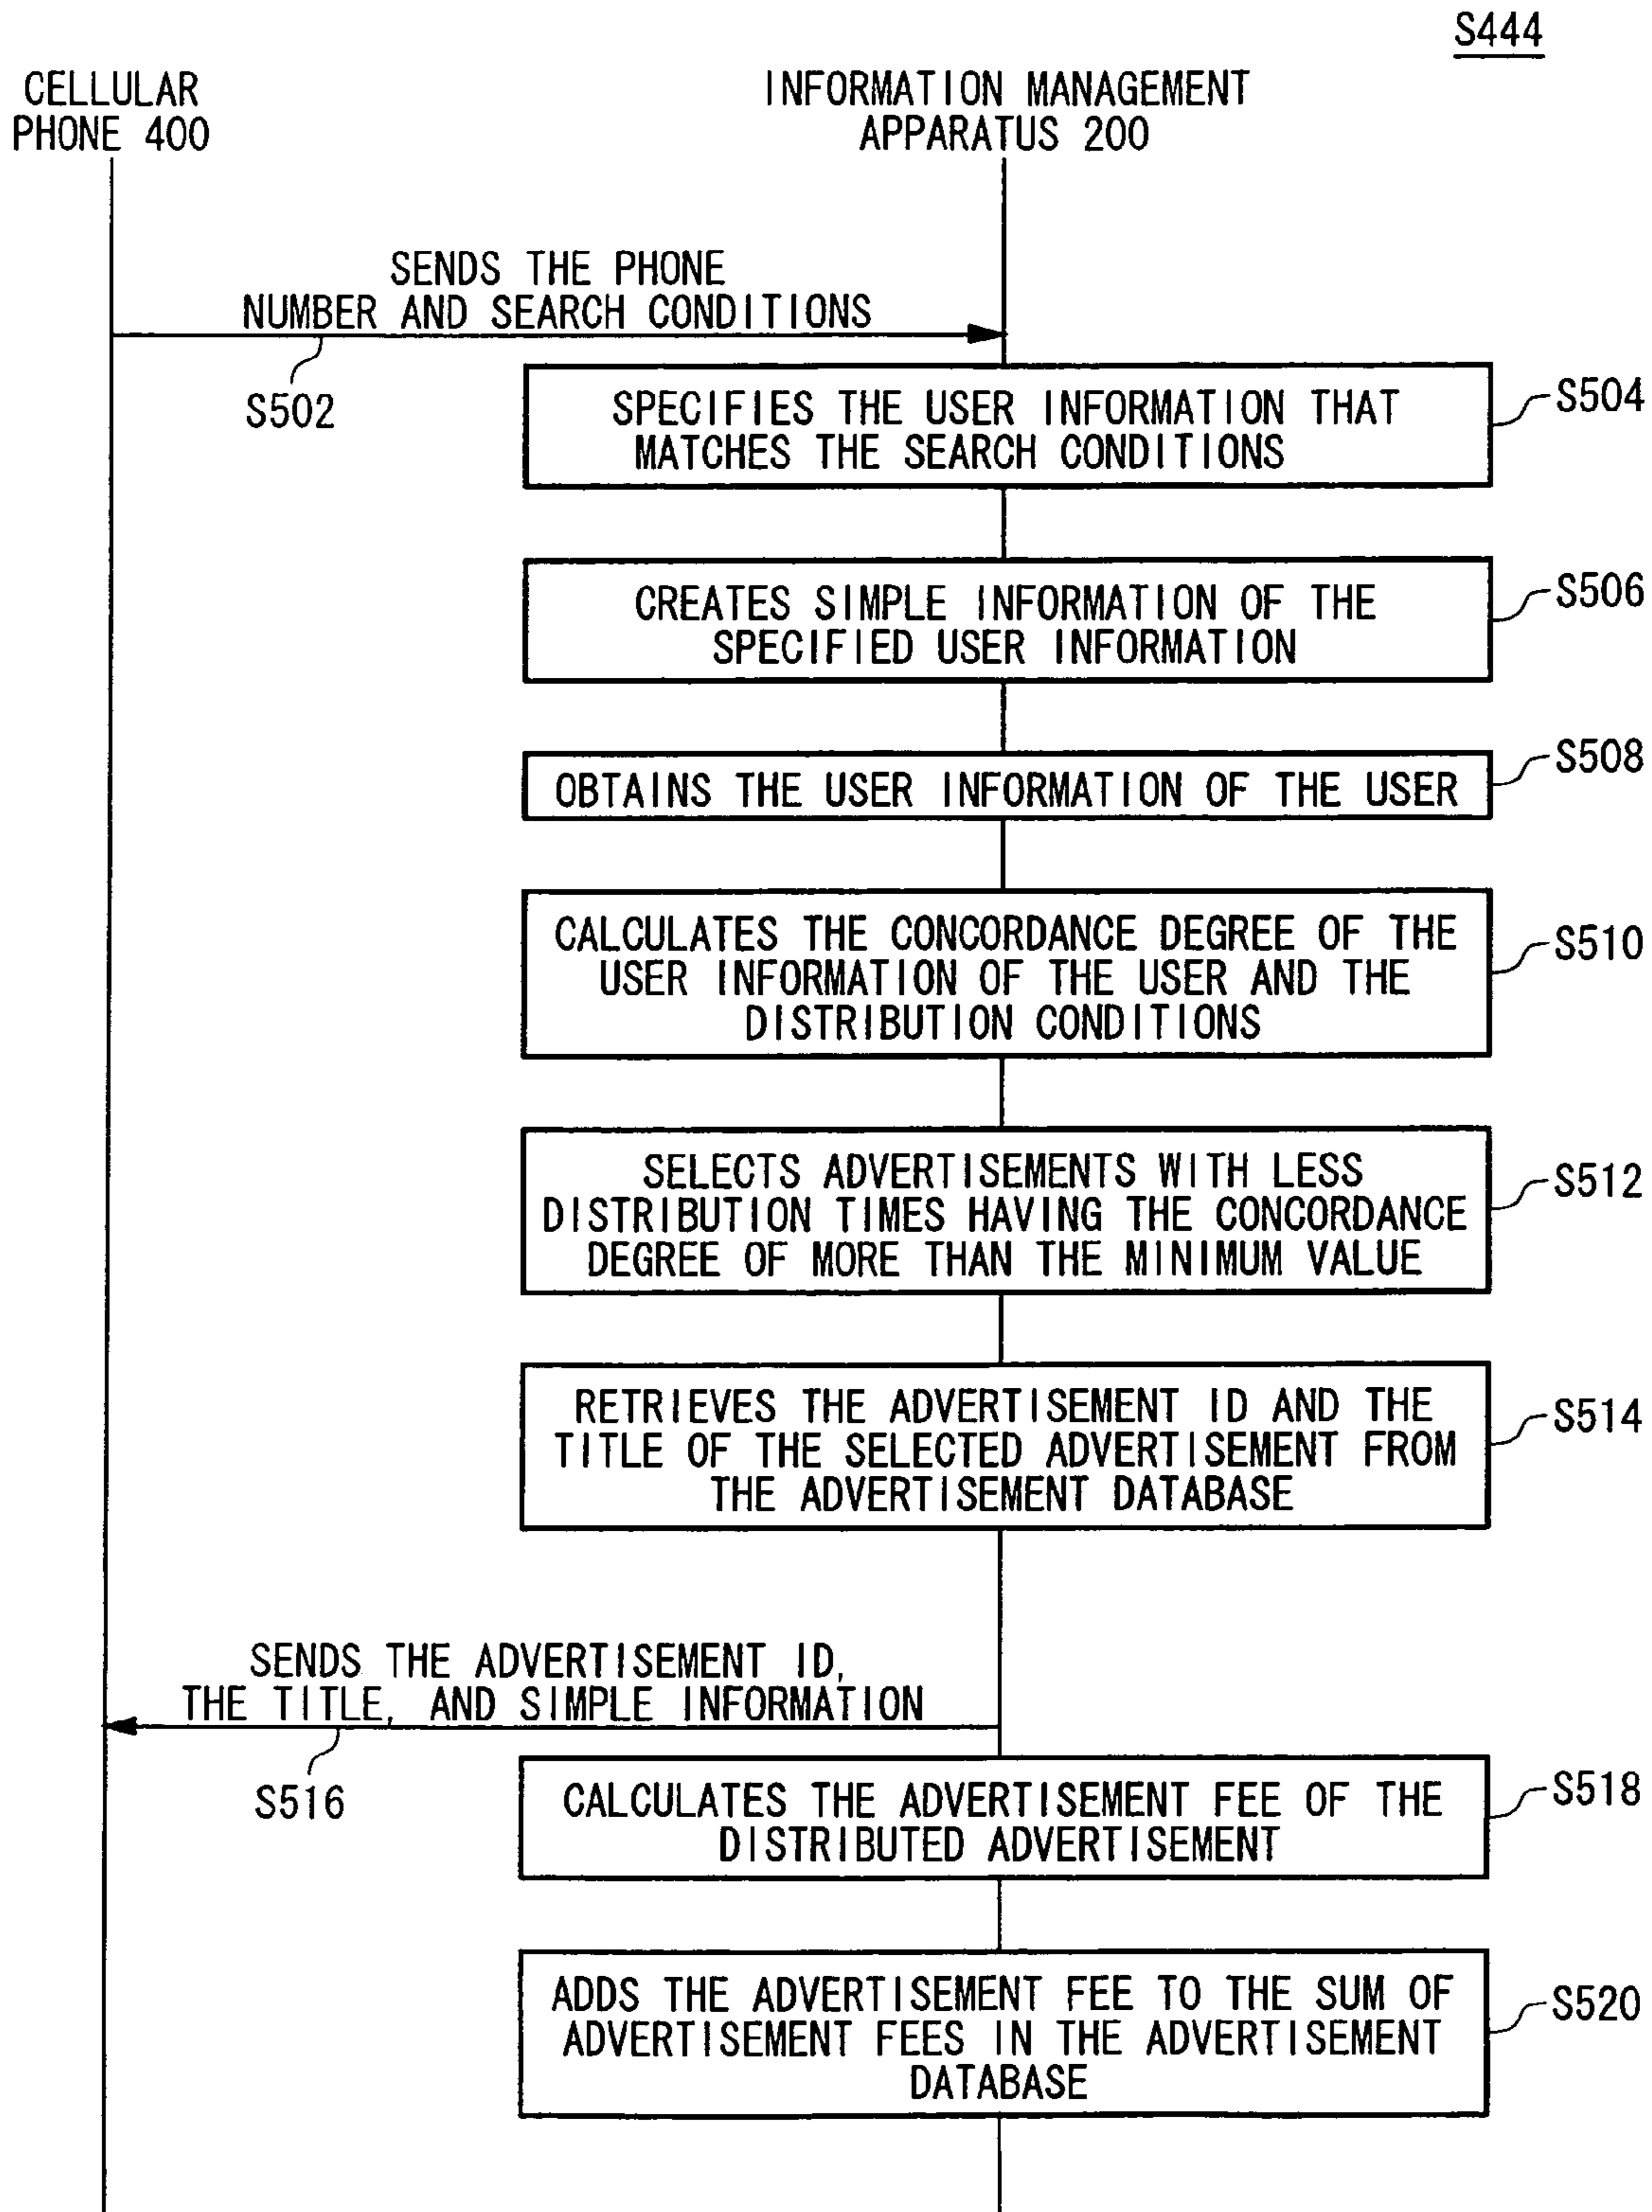 S444
CELLULAR
PHONE 400
INFORMATION MANAGEMENT
APPARATUS 200
SENDS THE PHONE
NUMBER AND SEARCH CONDITIONS
S502
SPECIFIES THE USER INFORMATION THAT
MATCHES THE SEARCH CONDITIONS
S504
CREATES SIMPLE INFORMATION OF THE
SPECIFIED USER INFORMATION
S506
OBTAINS THE USER INFORMATION OF THE USER
S508
CALCULATES THE CONCORDANCE DEGREE OF THE
USER INFORMATION OF THE USER AND THE
DISTRIBUTION CONDITIONS
S510
SELECTS ADVERTISEMENTS WITH LESS
DISTRIBUTION TIMES HAVING THE CONCORDANCE
DEGREE OF MORE THAN THE MINIMUM VALUE
S512
RETRIEVES THE ADVERTISEMENT ID AND THE
TITLE OF THE SELECTED ADVERTISEMENT FROM
THE ADVERTISEMENT DATABASE
S514
SENDS THE ADVERTISEMENT ID,
THE TITLE, AND SIMPLE INFORMATION
S516
CALCULATES THE ADVERTISEMENT FEE OF THE
DISTRIBUTED ADVERTISEMENT
S518
ADDS THE ADVERTISEMENT FEE TO THE SUM OF
ADVERTISEMENT FEES IN THE ADVERTISEMENT
DATABASE
S520